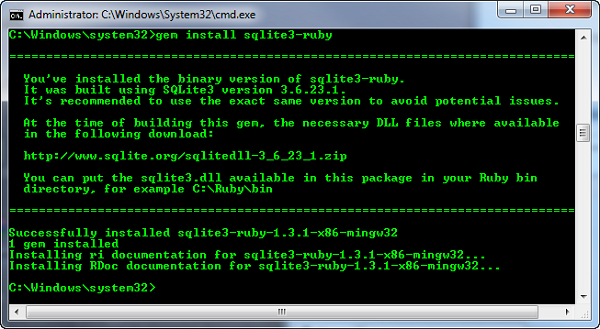 Administrator: C:\Windows\System32\cmd.exe
C:\Windows\system32>gem install sqlite3-ruby
=============================================================================
You've installed the binary version of sqlite3-ruby.
It was built using SQLite3 version 3.6.23.1.
It's recommended to use the exact same version to avoid potential issues.
At the time of building this gem, the necessary DLL files where available
in the following download:
http://www.sqlite.org/sqlitedll-3_6_23_1.zip
You can put the sqlite3.dll available in this package in your Ruby bin
directory, for example C:\Ruby\bin
=============================================================================
Successfully installed sqlite3-ruby-1.3.1-x86-mingw32
1 gem installed
Installing ri documentation for sqlite3-ruby-1.3.1-x86-mingw32...
Installing RDoc documentation for sqlite3-ruby-1.3.1-x86-mingw32...
C:\Windows\system32>